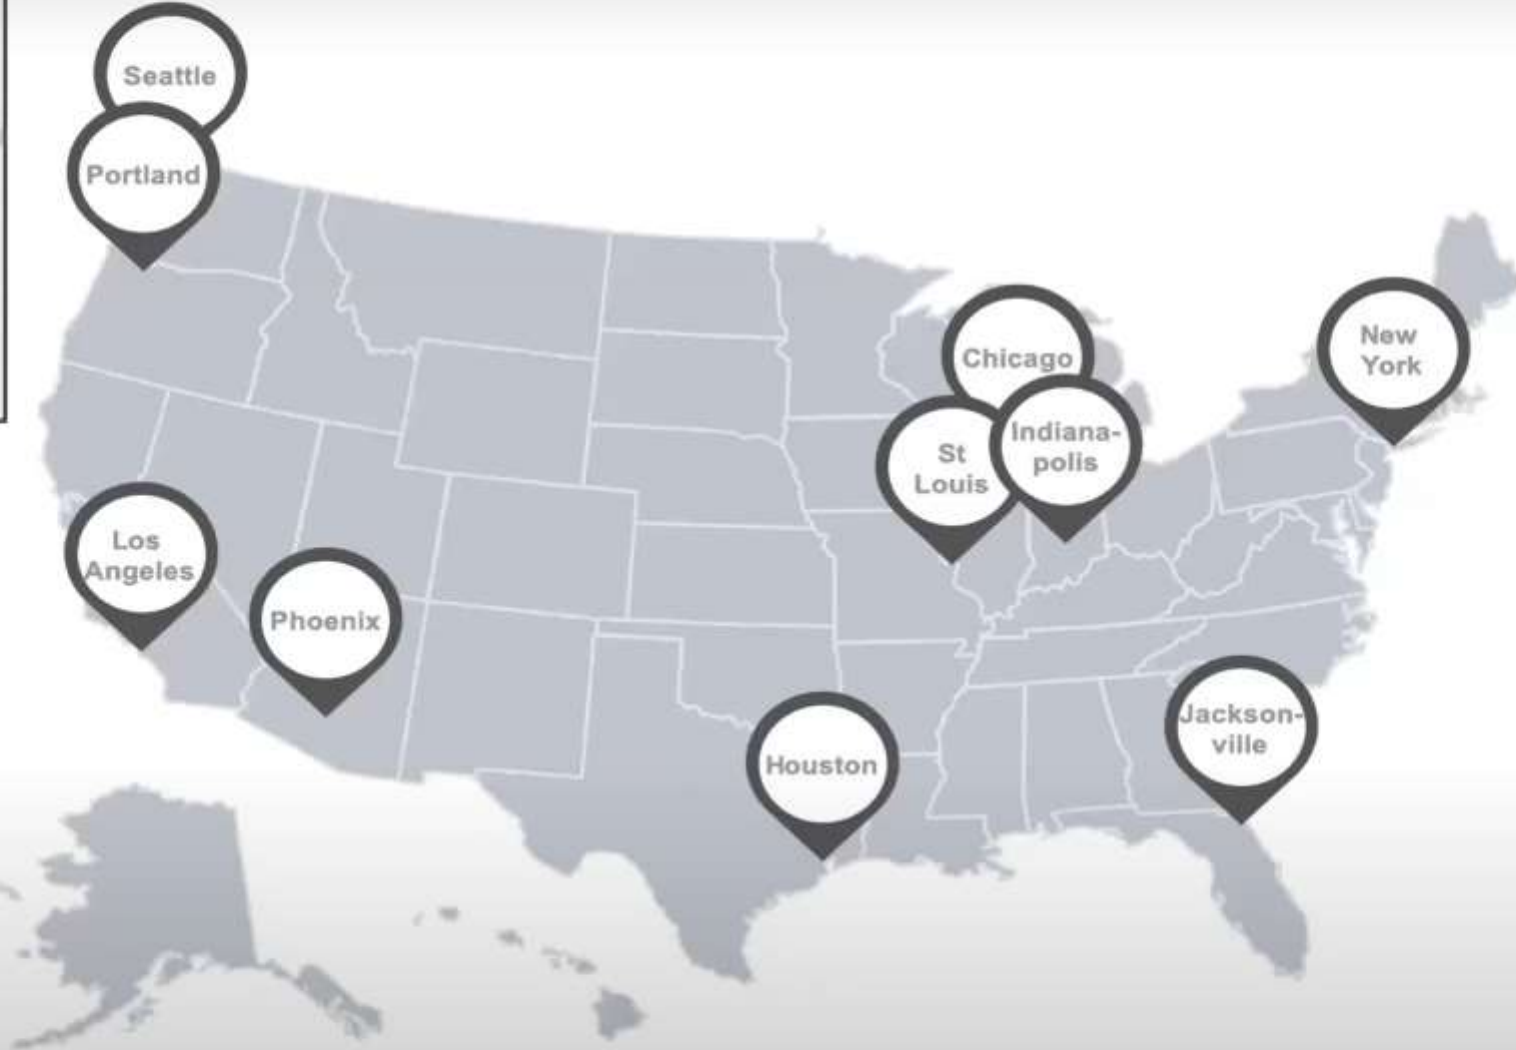 Seattle
Portland
Chicago
New
York
Indiana-
polis
St
Louis
Los
Angeles
Phoenix
Jackson-
ville
Houston